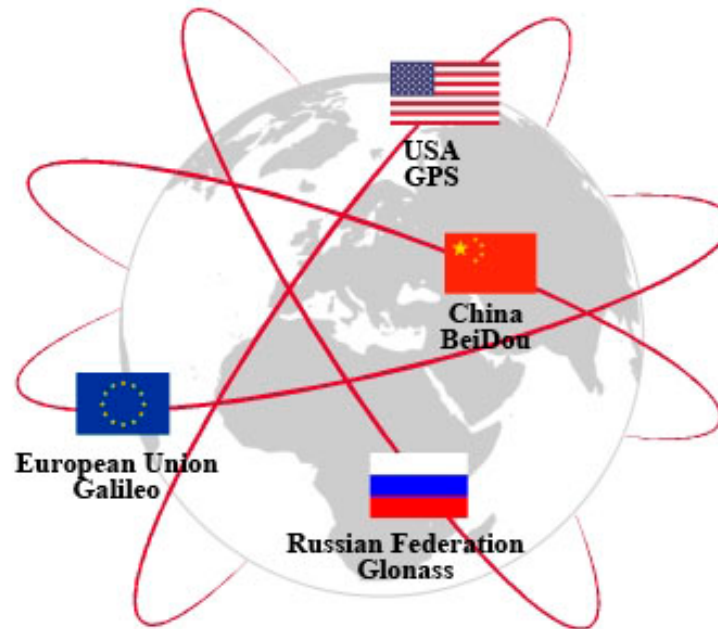 USA
GPS
China
BeiDou
European Union
Galileo
Russian Federation
Glonass